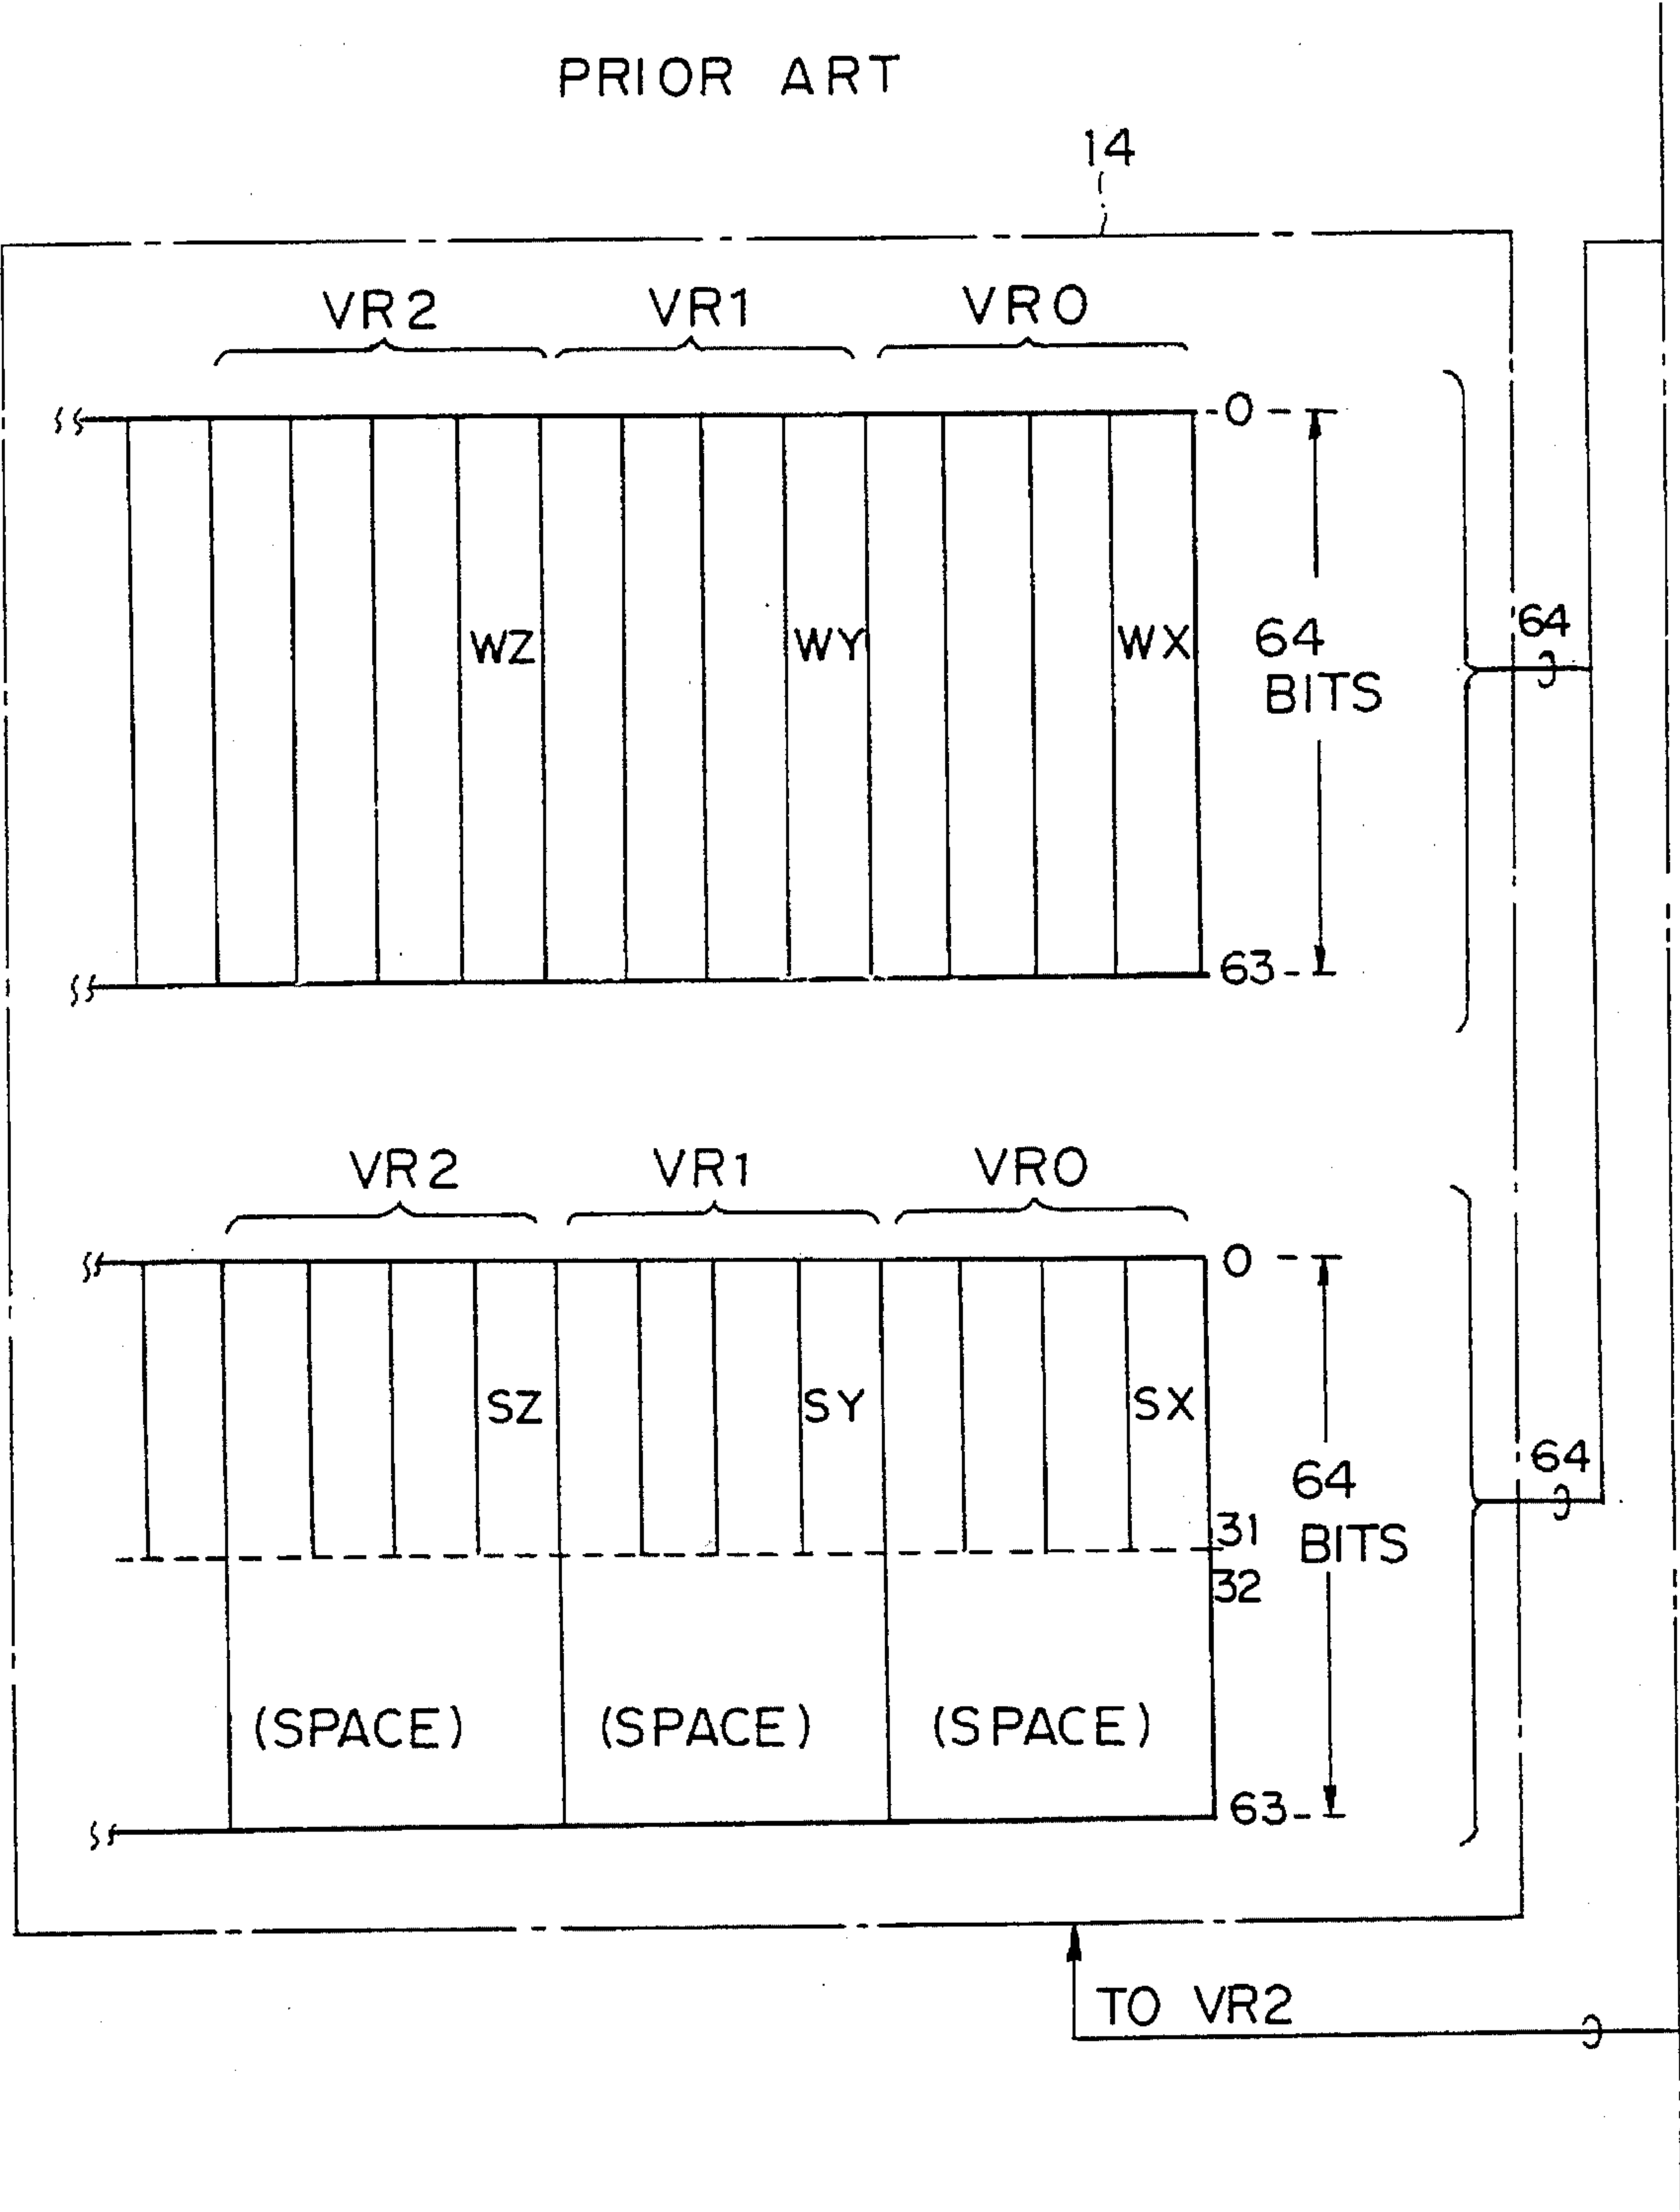 PRIOR ART
14
VR2 VR1 VR0
0
WZ WY WX
64
BITS
64
63
VR2 VR1 VR0
0
SZ SY SX
64
BITS
64
31
32
(SPACE) (SPACE) (SPACE)
63
TO VR2